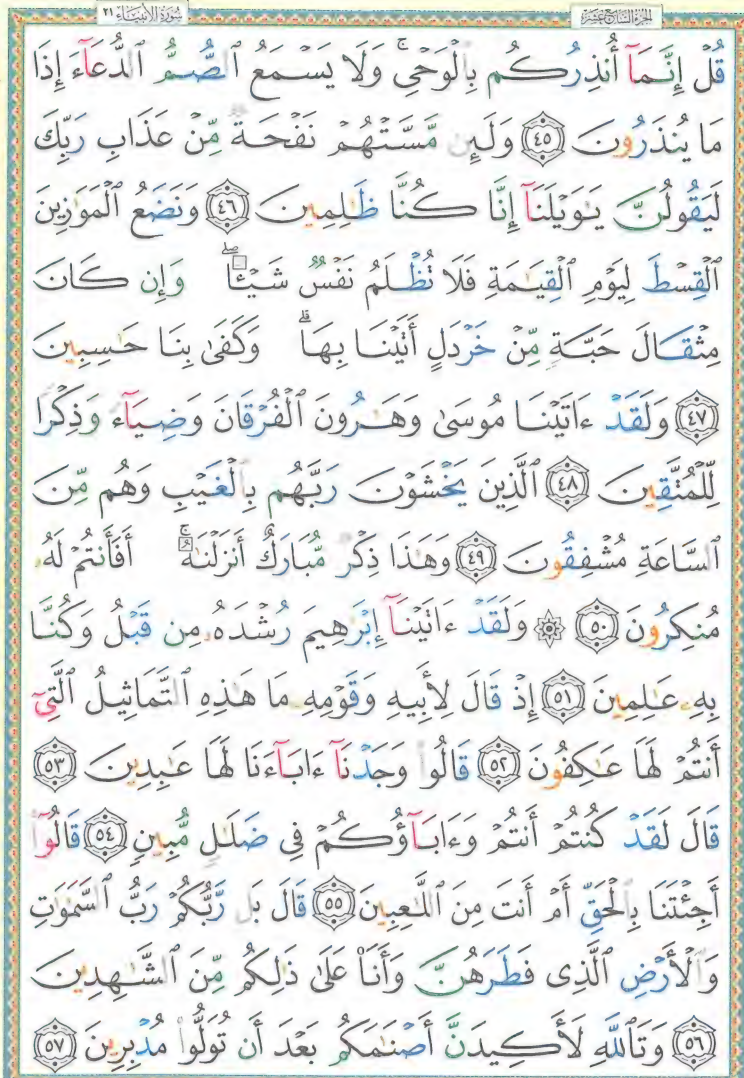 الجزء السابع عشر
سورة الأنبياء ٢١
قُلْ إِنَّمَآ أُنذِرُكُم بِٱلْوَحْىِ ۚ وَلَا يَسْمَعُ ٱلصُّمُّ ٱلدُّعَآءَ إِذَا
مَا يُنذَرُونَ ٤٥ وَلَئِن مَّسَّتْهُمْ نَفْحَةٌ مِّنْ عَذَابِ رَبِّكَ
لَيَقُولُنَّ يَٰوَيْلَنَآ إِنَّا كُنَّا ظَٰلِمِينَ ٤٦ وَنَضَعُ ٱلْمَوَٰزِينَ
ٱلْقِسْطَ لِيَوْمِ ٱلْقِيَٰمَةِ فَلَا تُظْلَمُ نَفْسٌ شَيْـًٔا ۖ وَإِن كَانَ
مِثْقَالَ حَبَّةٍ مِّنْ خَرْدَلٍ أَتَيْنَا بِهَا ۗ وَكَفَىٰ بِنَا حَٰسِبِينَ
٤٧ وَلَقَدْ ءَاتَيْنَا مُوسَىٰ وَهَٰرُونَ ٱلْفُرْقَانَ وَضِيَآءً وَذِكْرًا
لِّلْمُتَّقِينَ ٤٨ ٱلَّذِينَ يَخْشَوْنَ رَبَّهُم بِٱلْغَيْبِ وَهُم مِّنَ
ٱلسَّاعَةِ مُشْفِقُونَ ٤٩ وَهَٰذَا ذِكْرٌ مُّبَارَكٌ أَنزَلْنَٰهُ ۚ أَفَأَنتُمْ لَهُۥ
مُنكِرُونَ ٥٠ ۞ وَلَقَدْ ءَاتَيْنَآ إِبْرَٰهِيمَ رُشْدَهُۥ مِن قَبْلُ وَكُنَّا
بِهِۦ عَٰلِمِينَ ٥١ إِذْ قَالَ لِأَبِيهِ وَقَوْمِهِۦ مَا هَٰذِهِ ٱلتَّمَاثِيلُ ٱلَّتِىٓ
أَنتُمْ لَهَا عَٰكِفُونَ ٥٢ قَالُوا۟ وَجَدْنَآ ءَابَآءَنَا لَهَا عَٰبِدِينَ ٥٣
قَالَ لَقَدْ كُنتُمْ أَنتُمْ وَءَابَآؤُكُمْ فِى ضَلَٰلٍ مُّبِينٍ ٥٤ قَالُوٓا۟
أَجِئْتَنَا بِٱلْحَقِّ أَمْ أَنتَ مِنَ ٱللَّٰعِبِينَ ٥٥ قَالَ بَل رَّبُّكُمْ رَبُّ ٱلسَّمَٰوَٰتِ
وَٱلْأَرْضِ ٱلَّذِى فَطَرَهُنَّ وَأَنَا۠ عَلَىٰ ذَٰلِكُم مِّنَ ٱلشَّٰهِدِينَ
٥٦ وَتَٱللَّهِ لَأَكِيدَنَّ أَصْنَٰمَكُم بَعْدَ أَن تُوَلُّوا۟ مُدْبِرِينَ ٥٧